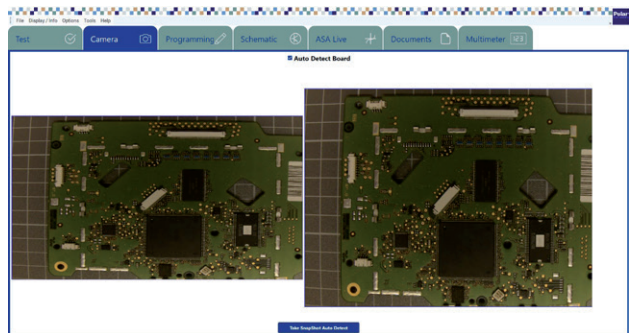 File Display / Info Options Tools Help
Polar
Test Camera Programming Schematic ASA Live Documents Multimeter 123
Auto Detect Board
Take SnapShot Auto Detect